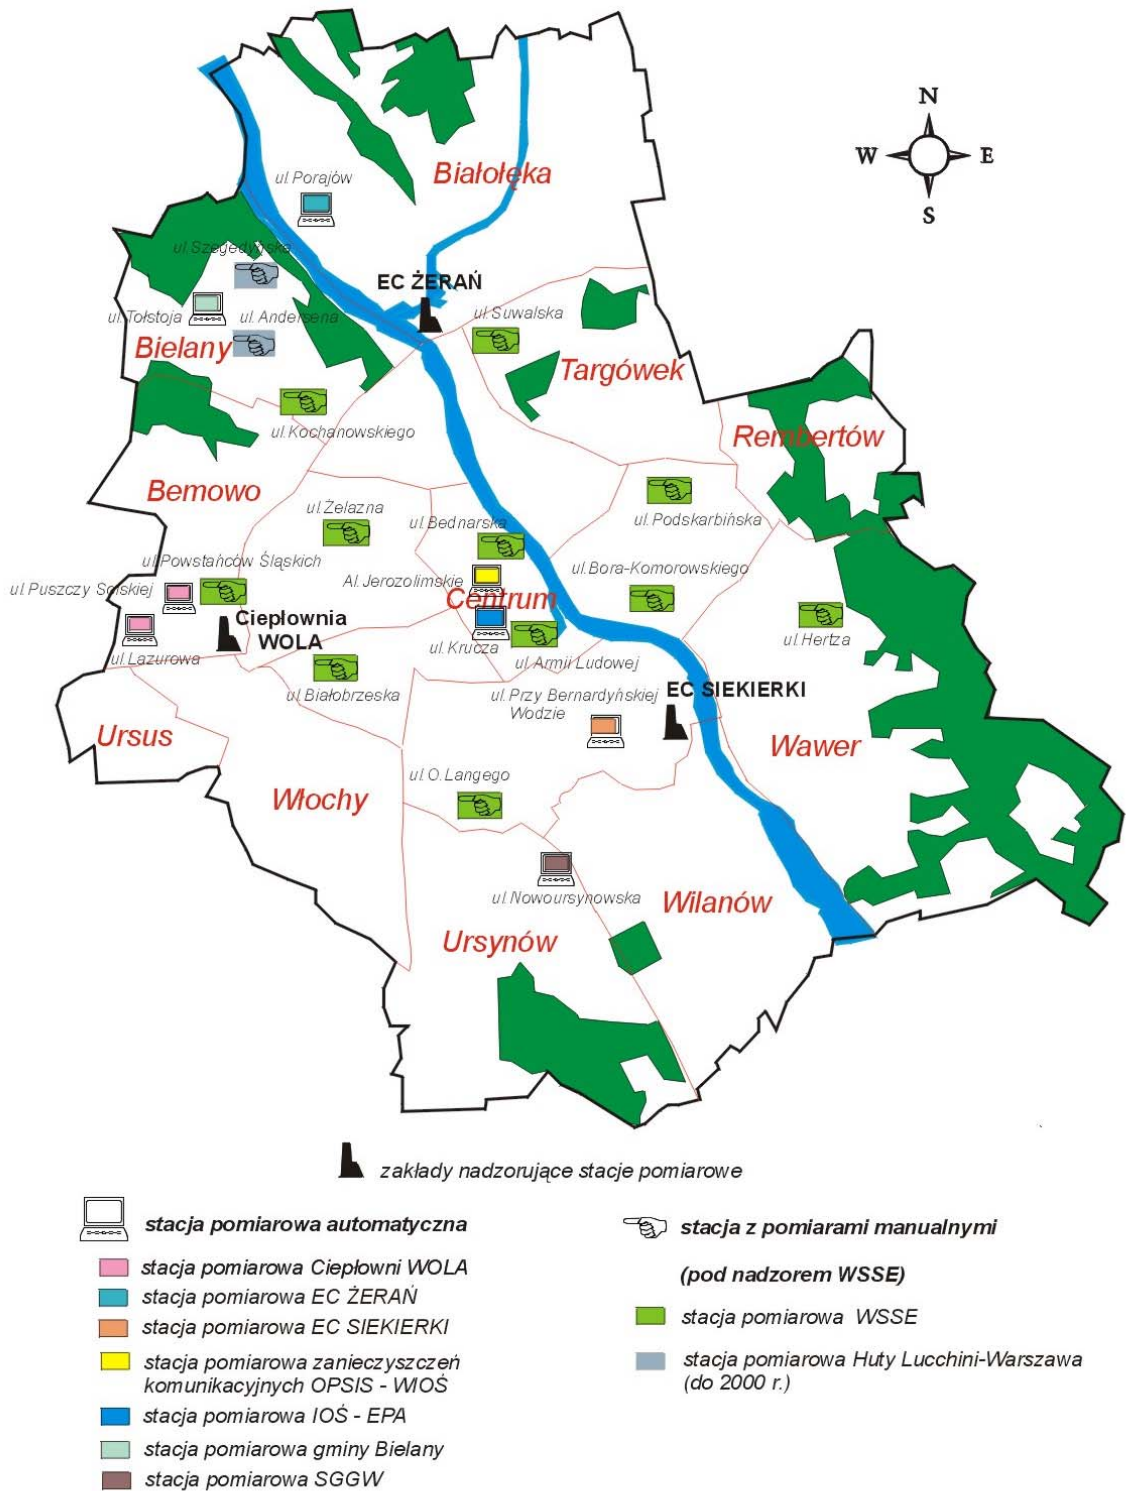 N
W E
S
ul. Porajów
Białołęka
ul. Szegedyńska
EC ŻERAŃ
ul. Tołstoja
ul. Andersena
ul. Suwalska
Bielany
Targówek
ul. Kochanowskiego
Rembertów
Bemowo
ul. Żelazna
ul. Bednarska
ul. Podskarbińska
ul. Powstańców Śląskich
ul. Puszczy Solskiej
Al. Jerozolimskie
ul. Bora-Komorowskiego
Centrum
Ciepłownia
WOLA
ul. Krucza
ul. Hertza
ul. Lazurowa
ul. Armii Ludowej
ul. Białobrzeska
ul. Przy Bernardyńskiej
Wodzie
EC SIEKIERKI
Ursus
Wawer
ul. O. Langego
Włochy
ul. Nowoursynowska
Wilanów
Ursynów
zakłady nadzorujące stacje pomiarowe
stacja pomiarowa automatyczna
stacja pomiarowa Ciepłowni WOLA
stacja pomiarowa EC ŻERAŃ
stacja pomiarowa EC SIEKIERKI
stacja pomiarowa zanieczyszczeń
komunikacyjnych OPSIS - WIOŚ
stacja pomiarowa IOŚ - EPA
stacja pomiarowa gminy Bielany
stacja pomiarowa SGGW
stacja z pomiarami manualnymi
(pod nadzorem WSSE)
stacja pomiarowa WSSE
stacja pomiarowa Huty Lucchini-Warszawa
(do 2000 r.)